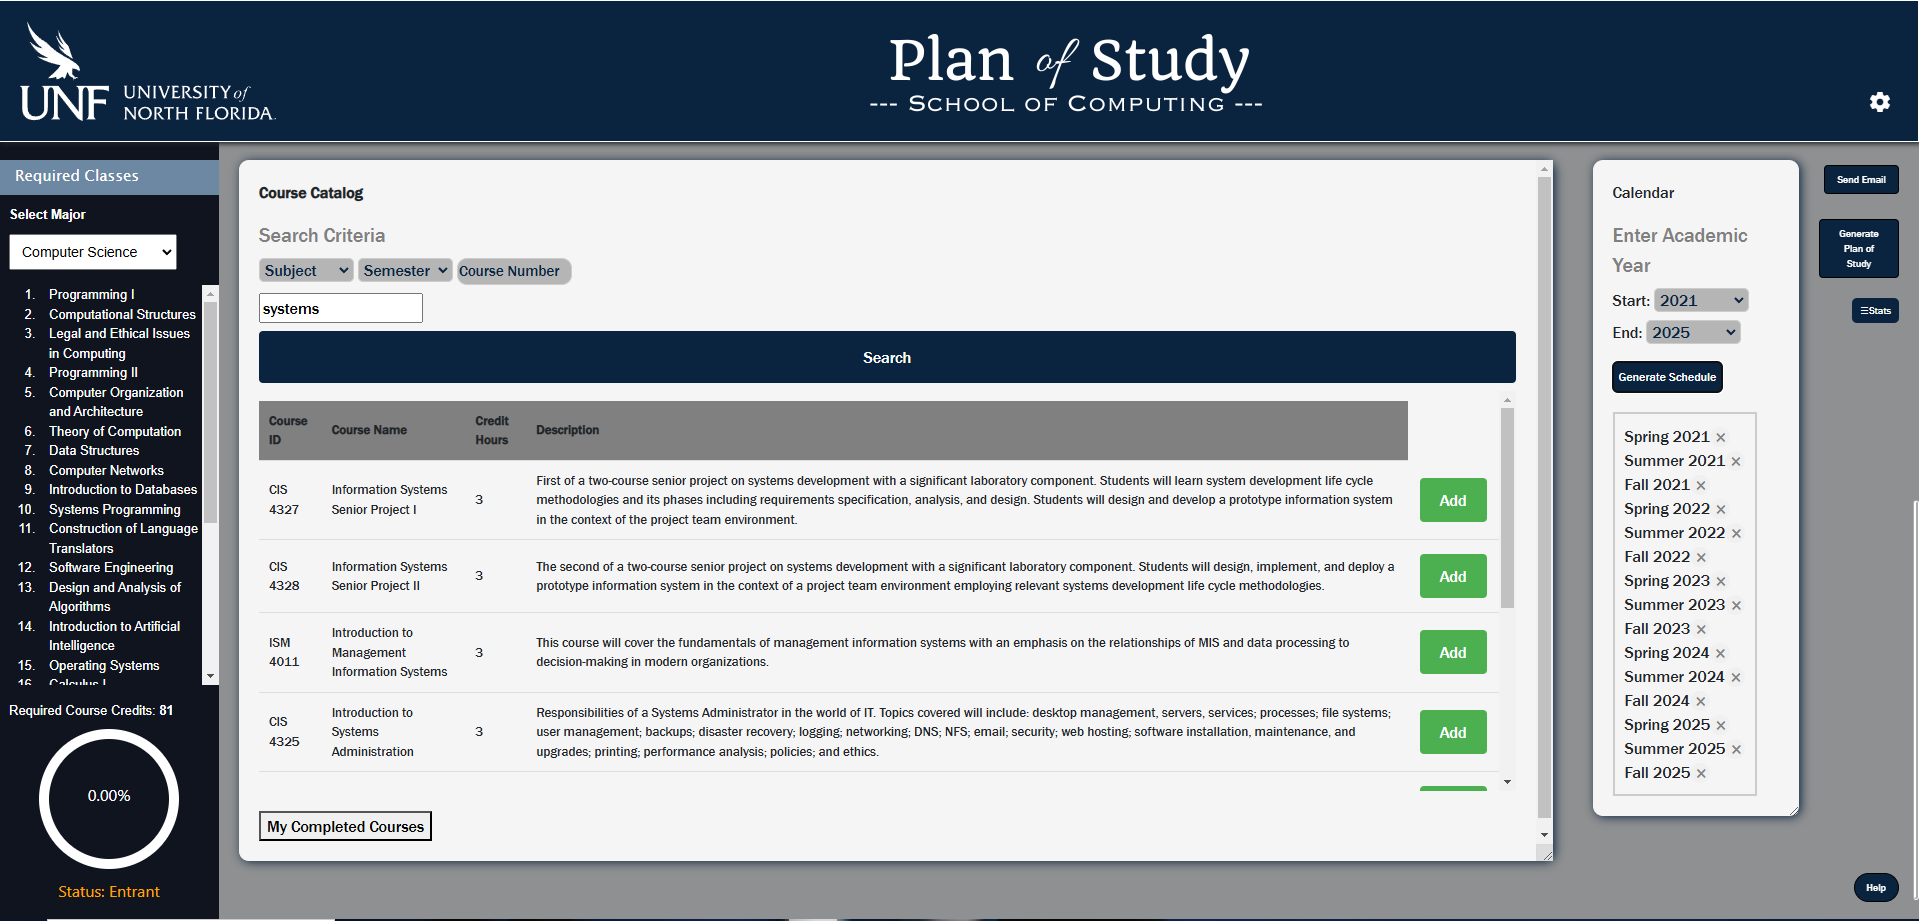 UNF UNIVERSITY of
NORTH FLORIDA.
Plan of Study
--- SCHOOL OF COMPUTING ---
Required Classes
Select Major
Computer Science
1. Programming I
2. Computational Structures
3. Legal and Ethical Issues
in Computing
4. Programming II
5. Computer Organization
and Architecture
6. Theory of Computation
7. Data Structures
8. Computer Networks
9. Introduction to Databases
10. Systems Programming
11. Construction of Language
Translators
12. Software Engineering
13. Design and Analysis of
Algorithms
14. Introduction to Artificial
Intelligence
15. Operating Systems
16. Calculus I
Required Course Credits: 81
0.00%
Status: Entrant
Course Catalog
Search Criteria
Subject Semester Course Number
systems
Search
Course ID Course Name Credit Hours Description
CIS 4327
Information Systems
Senior Project I
3
First of a two-course senior project on systems development with a significant laboratory component. Students will learn system development life cycle
methodologies and its phases including requirements specification, analysis, and design. Students will design and develop a prototype information system
in the context of the project team environment.
Add
CIS 4328
Information Systems
Senior Project II
3
The second of a two-course senior project on systems development with a significant laboratory component. Students will design, implement, and deploy a
prototype information system in the context of a project team environment employing relevant systems development life cycle methodologies.
Add
ISM 4011
Introduction to
Management
Information Systems
3
This course will cover the fundamentals of management information systems with an emphasis on the relationships of MIS and data processing to
decision-making in modern organizations.
Add
CIS 4325
Introduction to
Systems
Administration
3
Responsibilities of a Systems Administrator in the world of IT. Topics covered will include: desktop management, servers, services; processes; file systems;
user management; backups; disaster recovery; logging; networking; DNS; NFS; email; security; web hosting; software installation, maintenance, and
upgrades; printing; performance analysis; policies; and ethics.
Add
My Completed Courses
Calendar
Enter Academic
Year
Start: 2021
End: 2025
Generate Schedule
Spring 2021 ×
Summer 2021 ×
Fall 2021 ×
Spring 2022 ×
Summer 2022 ×
Fall 2022 ×
Spring 2023 ×
Summer 2023 ×
Fall 2023 ×
Spring 2024 ×
Summer 2024 ×
Fall 2024 ×
Spring 2025 ×
Summer 2025 ×
Fall 2025 ×
Send Email
Generate
Plan of
Study
☰Stats
Help